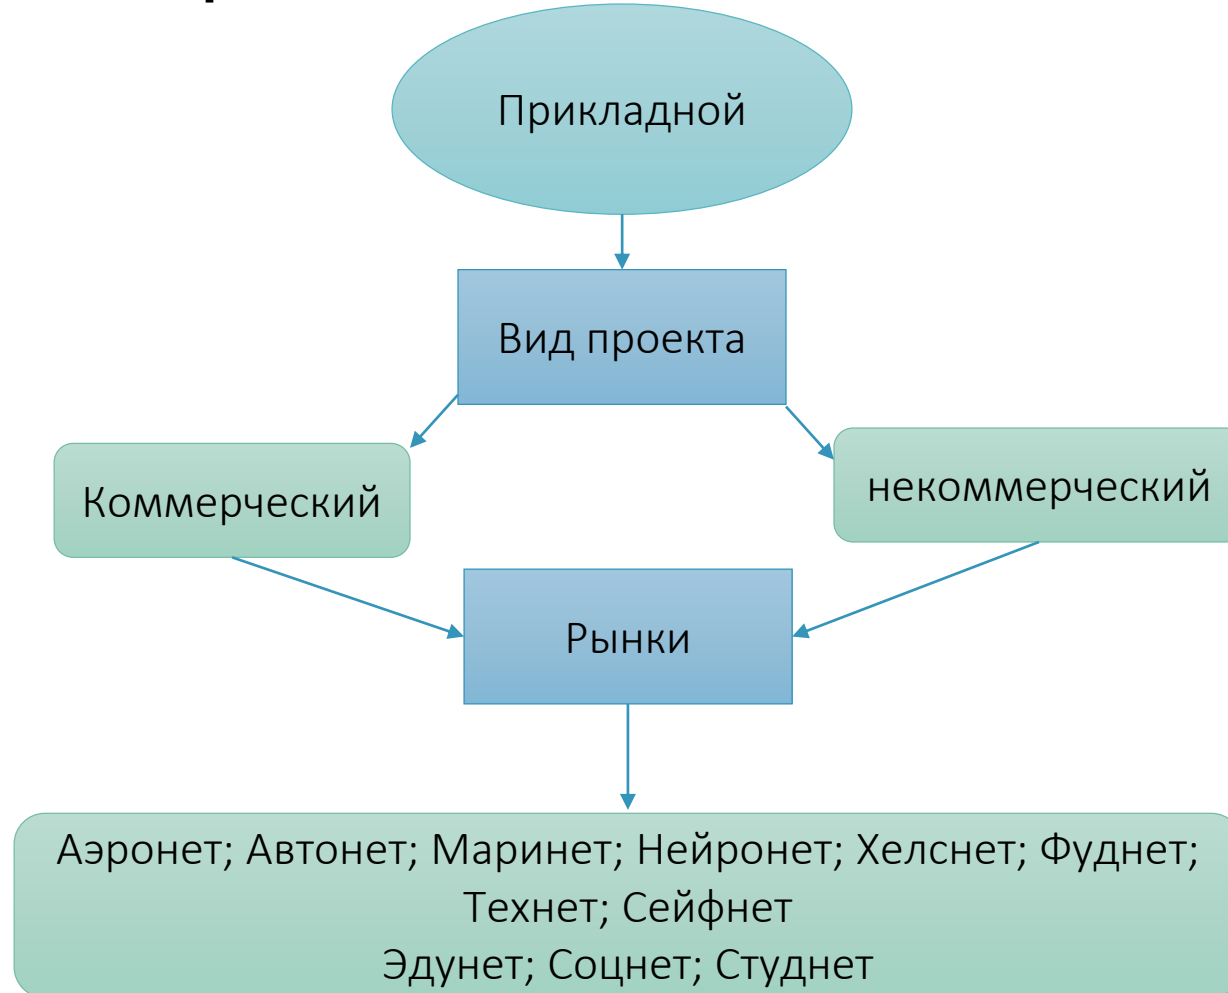 Прикладной
Вид проекта
Коммерческий
некоммерческий
Рынки
Аэронет; Автонет; Маринет; Нейронет; Хелснет; Фуднет;
Технет; Сейфнет
Эдунет; Соцнет; Студнет